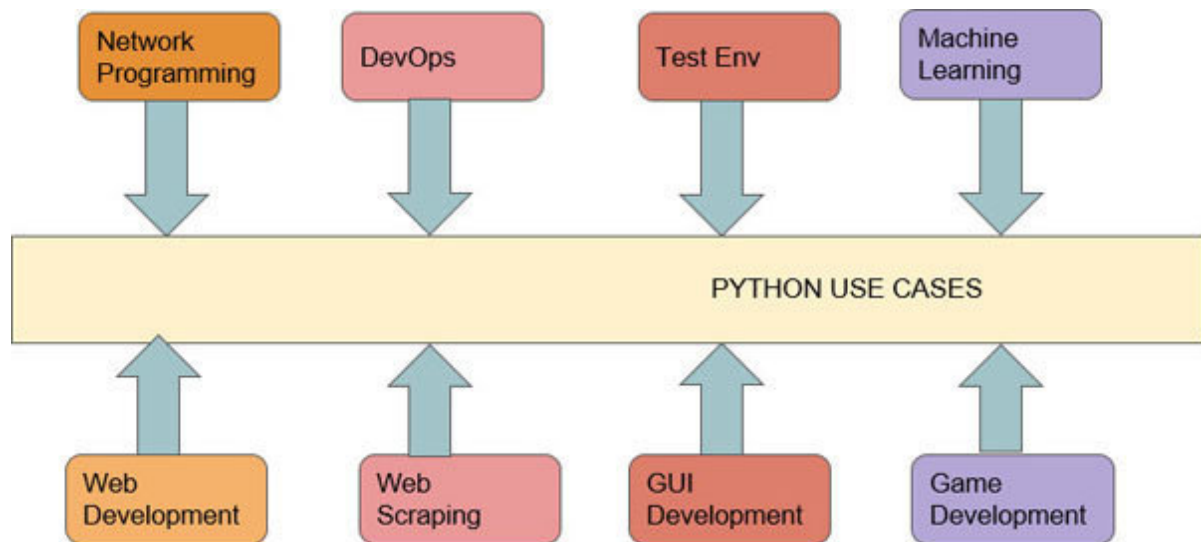 Network
Programming
DevOps
Test Env
Machine
Learning
PYTHON USE CASES
Web
Development
Web
Scraping
GUI
Development
Game
Development